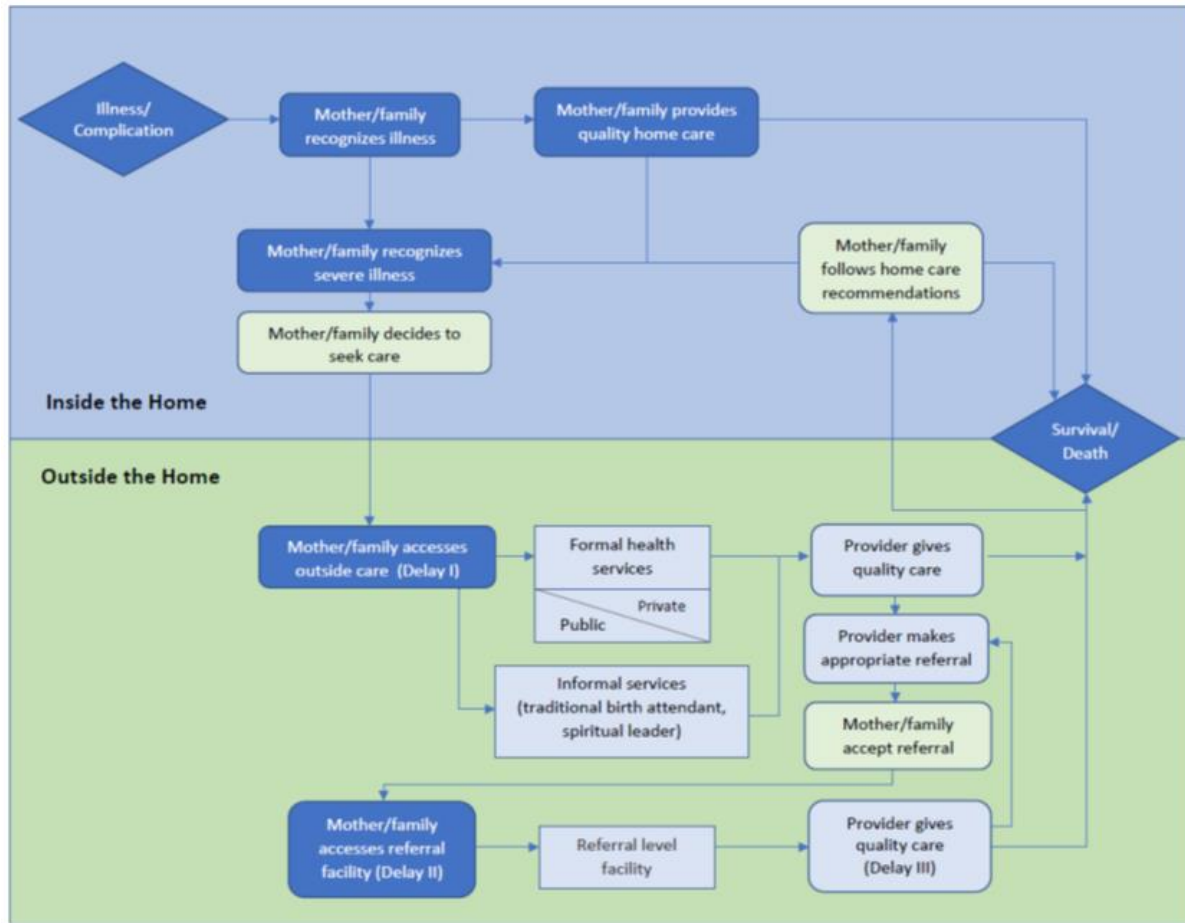 Illness/
Complication
Mother/family
recognizes illness
Mother/family provides
quality home care
Mother/family recognizes
severe illness
Mother/family
follows home care
recommendations
Mother/family decides to
seek care
Inside the Home
Survival/
Death
Outside the Home
Mother/family accesses
outside care (Delay I)
Formal health
services
Private
Public
Provider gives
quality care
Provider makes
appropriate referral
Informal services
(traditional birth attendant,
spiritual leader)
Mother/family
accept referral
Mother/family
accesses referral
facility (Delay II)
Referral level
facility
Provider gives
quality care
(Delay III)